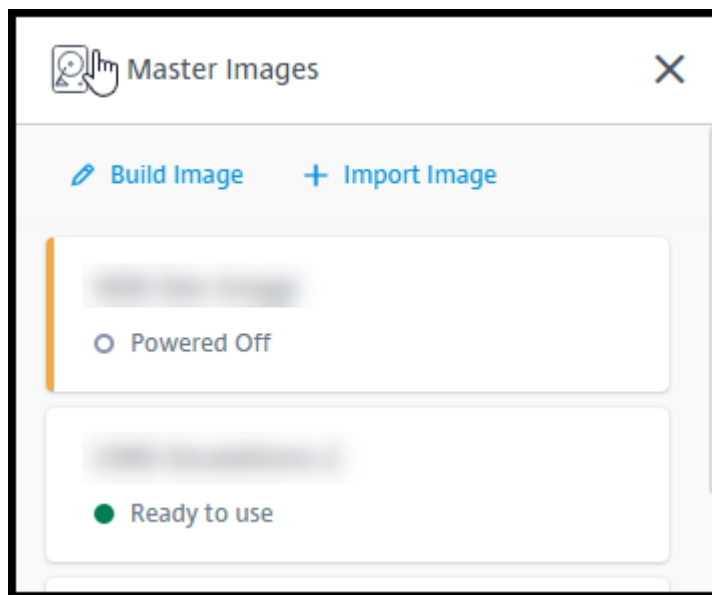 Master Images
Build Image
Import Image
Powered Off
Ready to use